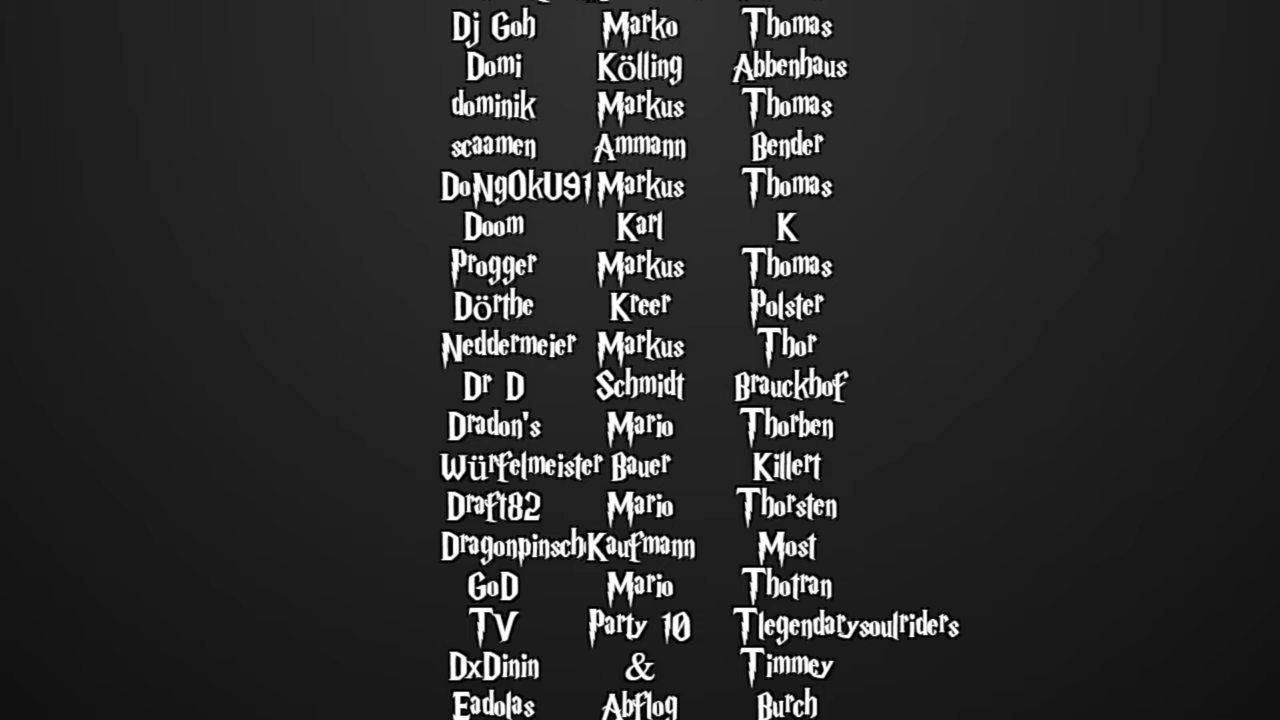 Dj Goh Marko Thomas
Domi Kölling Abbenhaus
dominik Markus Thomas
scaamen Ammann Bender
DoNgOkU91 Markus Thomas
Doom Karl K
Progger Markus Thomas
Dörthe Kreer Polster
Neddermeier Markus Thor
Dr D Schmidt Brauckhof
Dradon's Mario Thorben
Würfelmeister Bauer Killert
Draft82 Mario Thorsten
Dragonpinsch Kaufmann Most
GoD Mario Thotran
TV Party 10 Tlegendarysoulriders
DxDinin & Timmey
Eadolas Abflog Burch